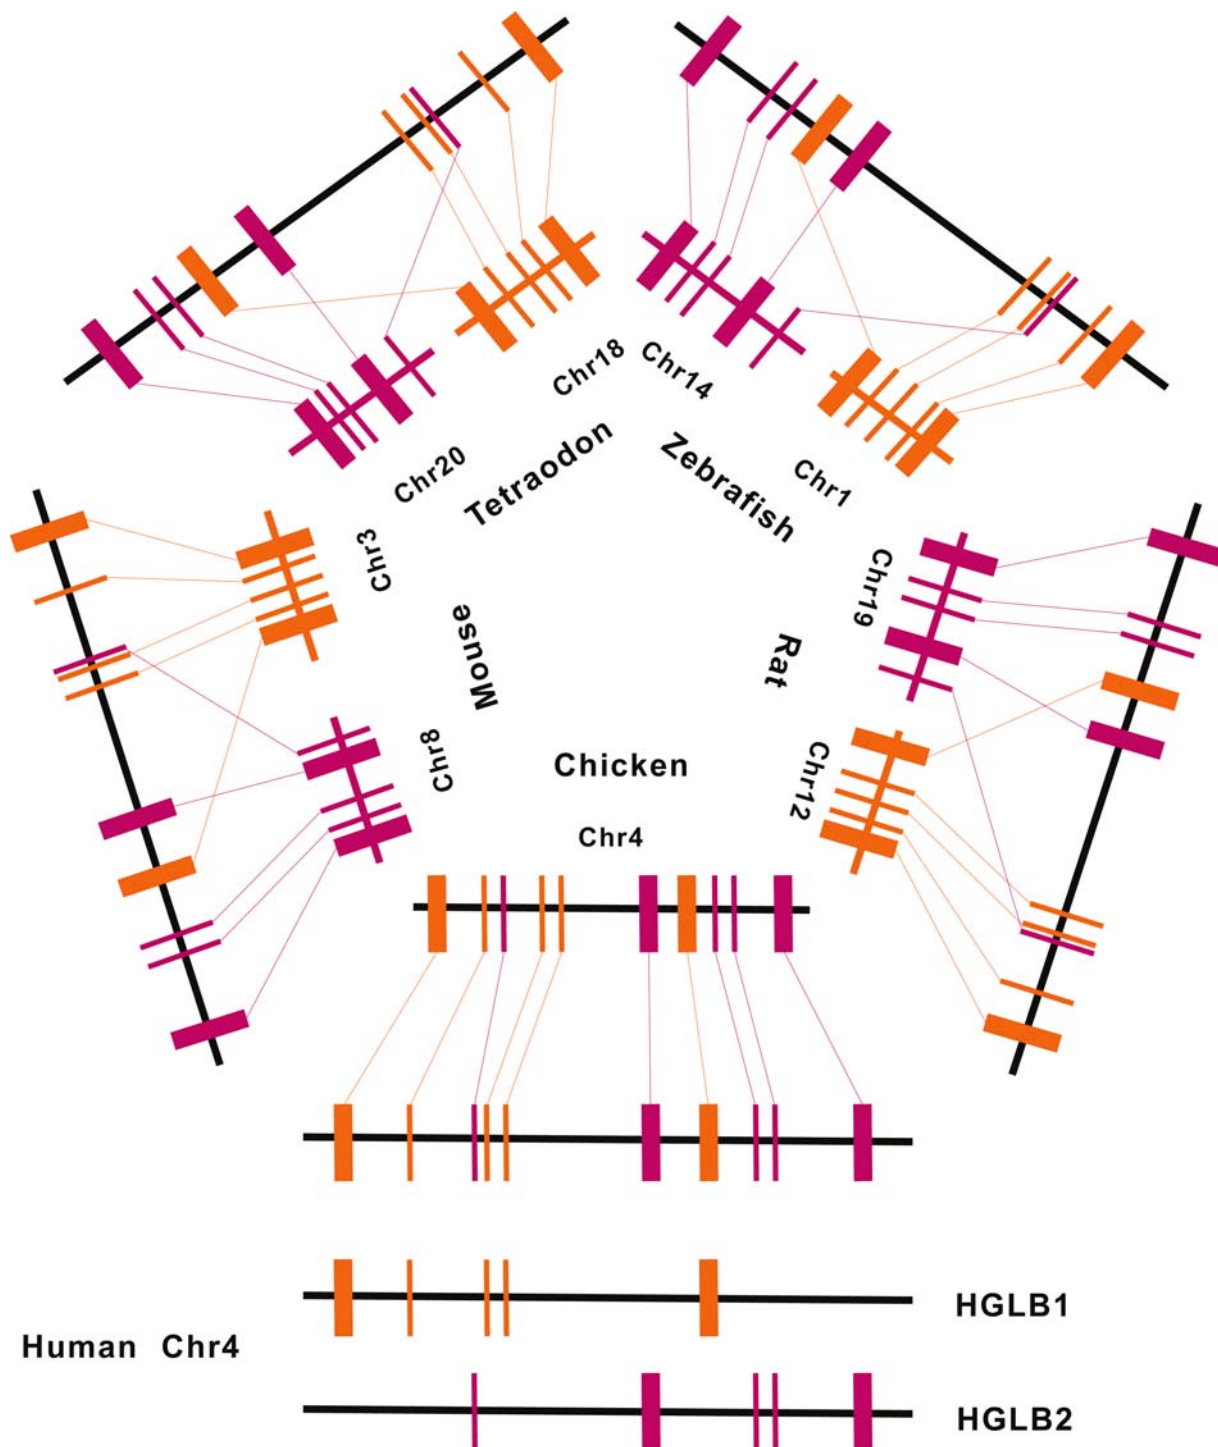 Chr18
Chr14
Chr20
Tetraodon
Zebrafish
Chr1
Chr3
Mouse
Chr8
Chr19
Rat
Chr12
Chicken
Chr4
HGLB1
Human Chr4
HGLB2